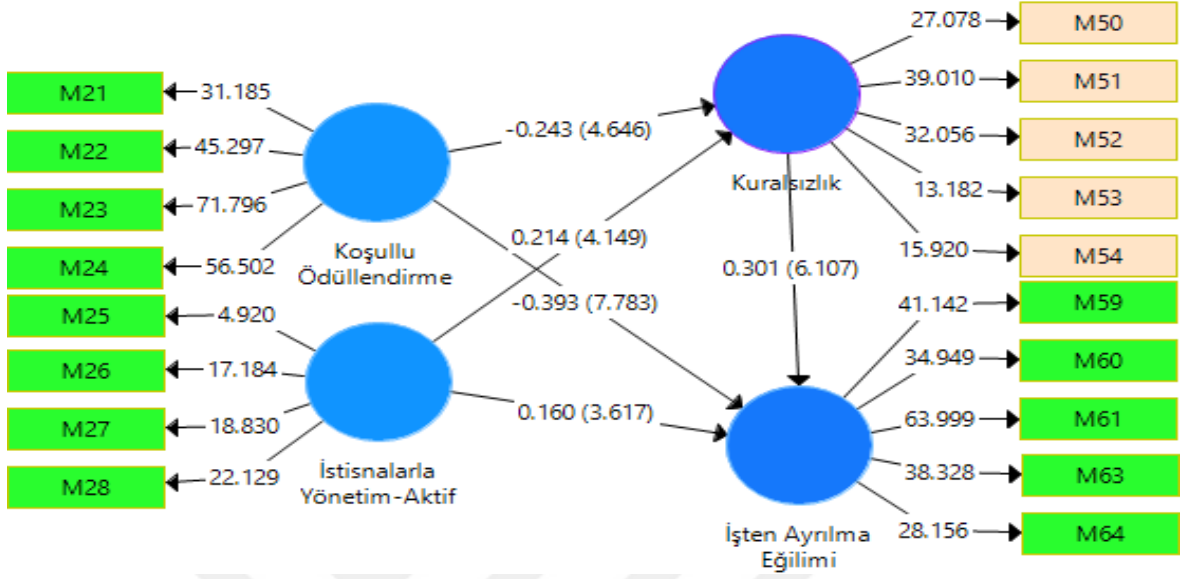 M21
M22
M23
M24
M25
M26
M27
M28
31.185
45.297
71.796
56.502
4.920
17.184
18.830
22.129
Koşullu
Ödüllendirme
İstisnalarla
Yönetim-Aktif
-0.243 (4.646)
0.214 (4.149)
-0.393 (7.783)
0.160 (3.617)
Kuralsızlık
0.301 (6.107)
İşten Ayrılma
Eğilimi
27.078
39.010
32.056
13.182
15.920
41.142
34.949
63.999
38.328
28.156
M50
M51
M52
M53
M54
M59
M60
M61
M63
M64